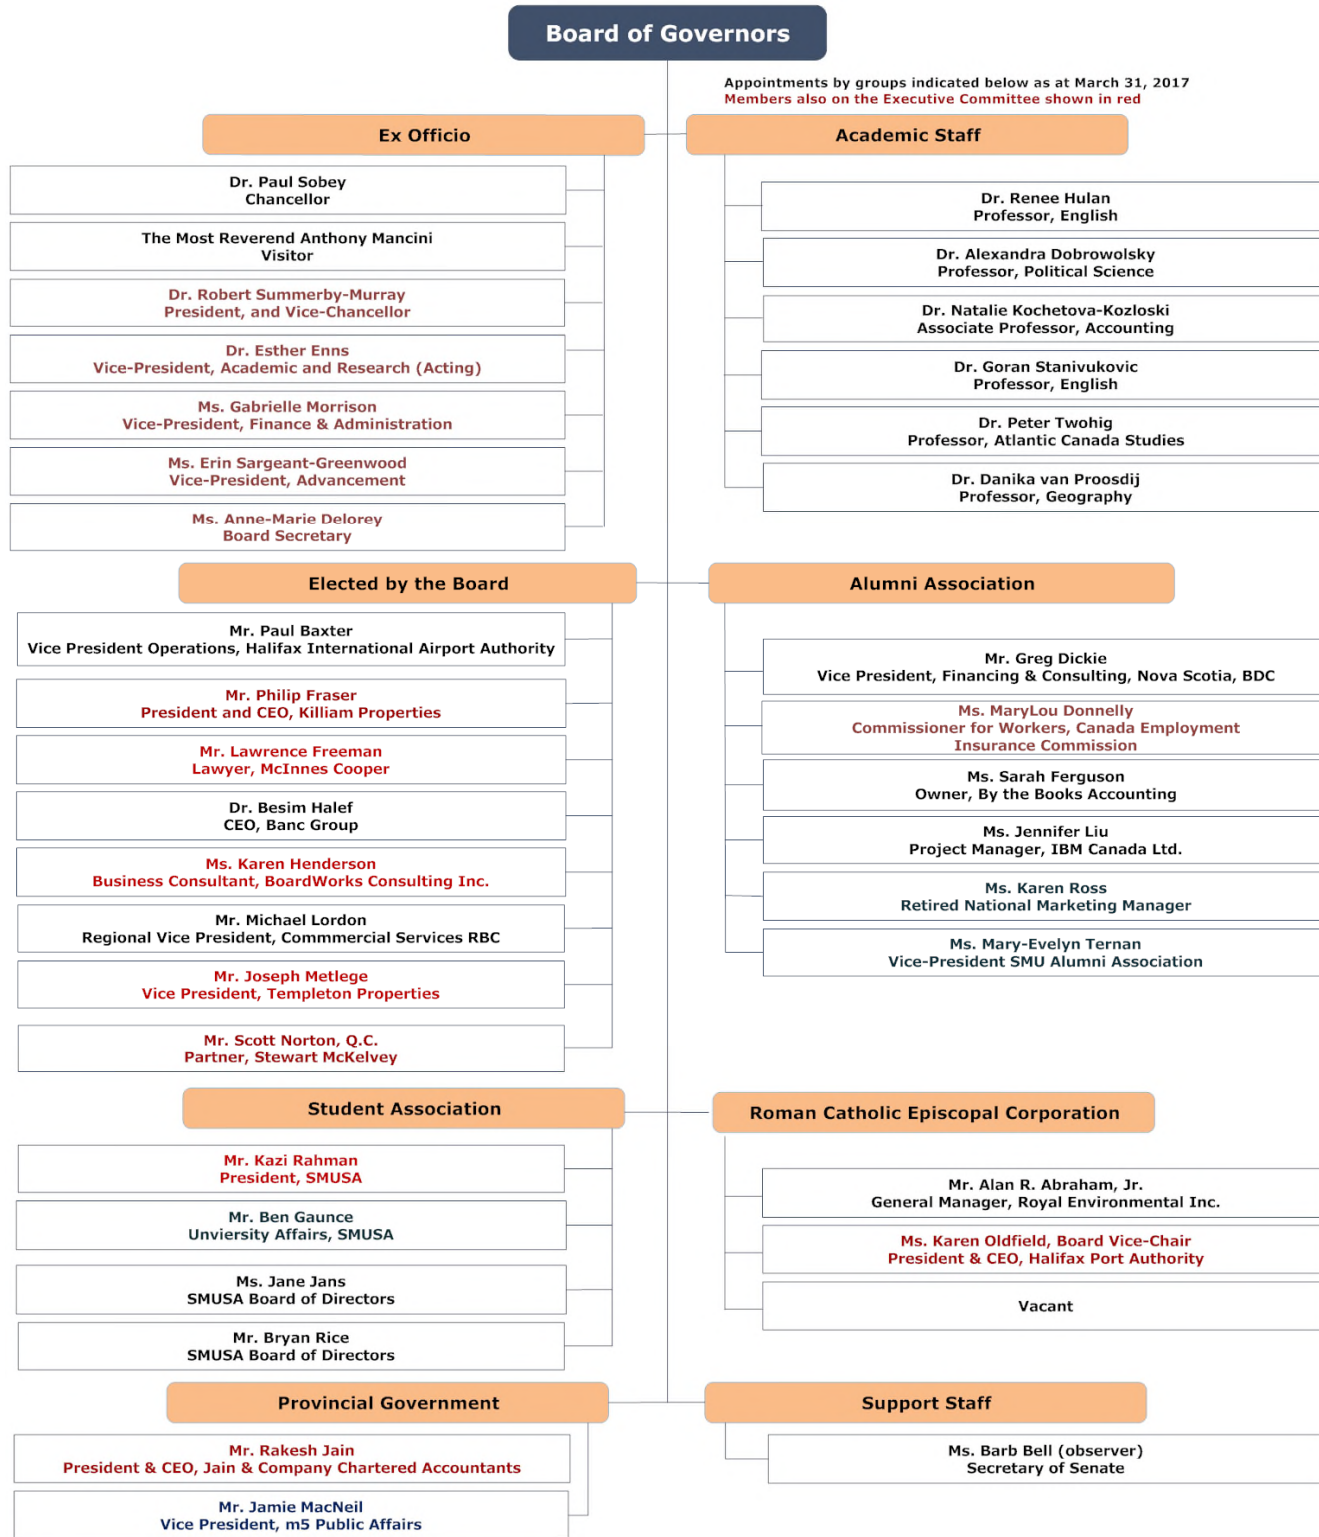 Board of Governors
Appointments by groups indicated below as at March 31, 2017
Members also on the Executive Committee shown in red
Ex Officio
Dr. Paul Sobey
Chancellor
The Most Reverend Anthony Mancini
Visitor
Dr. Robert Summerby-Murray
President, and Vice-Chancellor
Dr. Esther Enns
Vice-President, Academic and Research (Acting)
Ms. Gabrielle Morrison
Vice-President, Finance & Administration
Ms. Erin Sargeant-Greenwood
Vice-President, Advancement
Ms. Anne-Marie Delorey
Board Secretary
Academic Staff
Dr. Renee Hulan
Professor, English
Dr. Alexandra Dobrowolsky
Professor, Political Science
Dr. Natalie Kochetova-Kozloski
Associate Professor, Accounting
Dr. Goran Stanivukovic
Professor, English
Dr. Peter Twohig
Professor, Atlantic Canada Studies
Dr. Danika van Proosdij
Professor, Geography
Elected by the Board
Mr. Paul Baxter
Vice President Operations, Halifax International Airport Authority
Mr. Philip Fraser
President and CEO, Killiam Properties
Mr. Lawrence Freeman
Lawyer, McInnes Cooper
Dr. Besim Halef
CEO, Banc Group
Ms. Karen Henderson
Business Consultant, BoardWorks Consulting Inc.
Mr. Michael Lordon
Regional Vice President, Commmercial Services RBC
Mr. Joseph Metlege
Vice President, Templeton Properties
Mr. Scott Norton, Q.C.
Partner, Stewart McKelvey
Alumni Association
Mr. Greg Dickie
Vice President, Financing & Consulting, Nova Scotia, BDC
Ms. MaryLou Donnelly
Commissioner for Workers, Canada Employment
Insurance Commission
Ms. Sarah Ferguson
Owner, By the Books Accounting
Ms. Jennifer Liu
Project Manager, IBM Canada Ltd.
Ms. Karen Ross
Retired National Marketing Manager
Ms. Mary-Evelyn Ternan
Vice-President SMU Alumni Association
Student Association
Mr. Kazi Rahman
President, SMUSA
Mr. Ben Gaunce
Unviersity Affairs, SMUSA
Ms. Jane Jans
SMUSA Board of Directors
Mr. Bryan Rice
SMUSA Board of Directors
Roman Catholic Episcopal Corporation
Mr. Alan R. Abraham, Jr.
General Manager, Royal Environmental Inc.
Ms. Karen Oldfield, Board Vice-Chair
President & CEO, Halifax Port Authority
Vacant
Provincial Government
Mr. Rakesh Jain
President & CEO, Jain & Company Chartered Accountants
Mr. Jamie MacNeil
Vice President, m5 Public Affairs
Support Staff
Ms. Barb Bell (observer)
Secretary of Senate